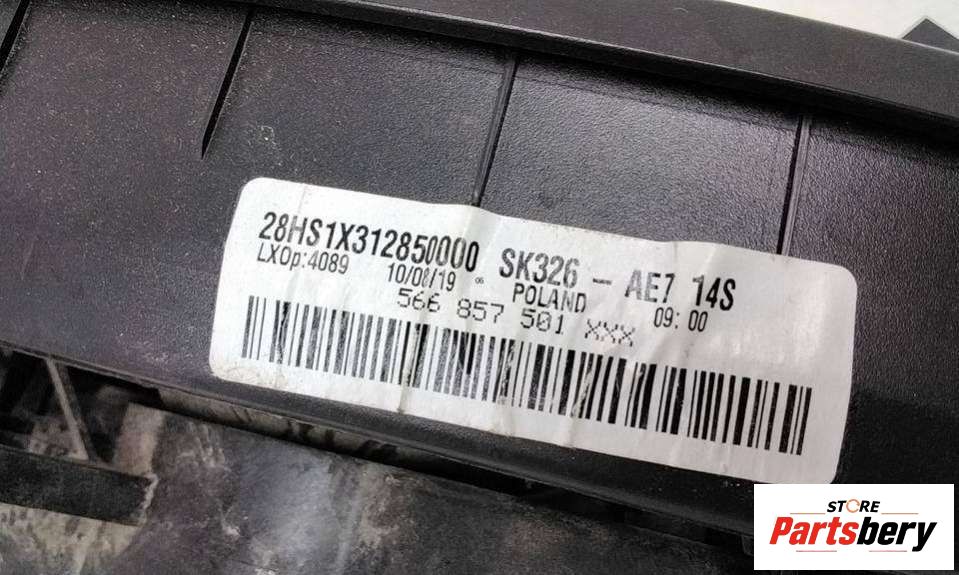 28HS1X312850000 SK326 - AE7 14S
LXOp:4089 10/08/19 06 POLAND 09:00
566 857 501 XXX
STORE
Partsbery